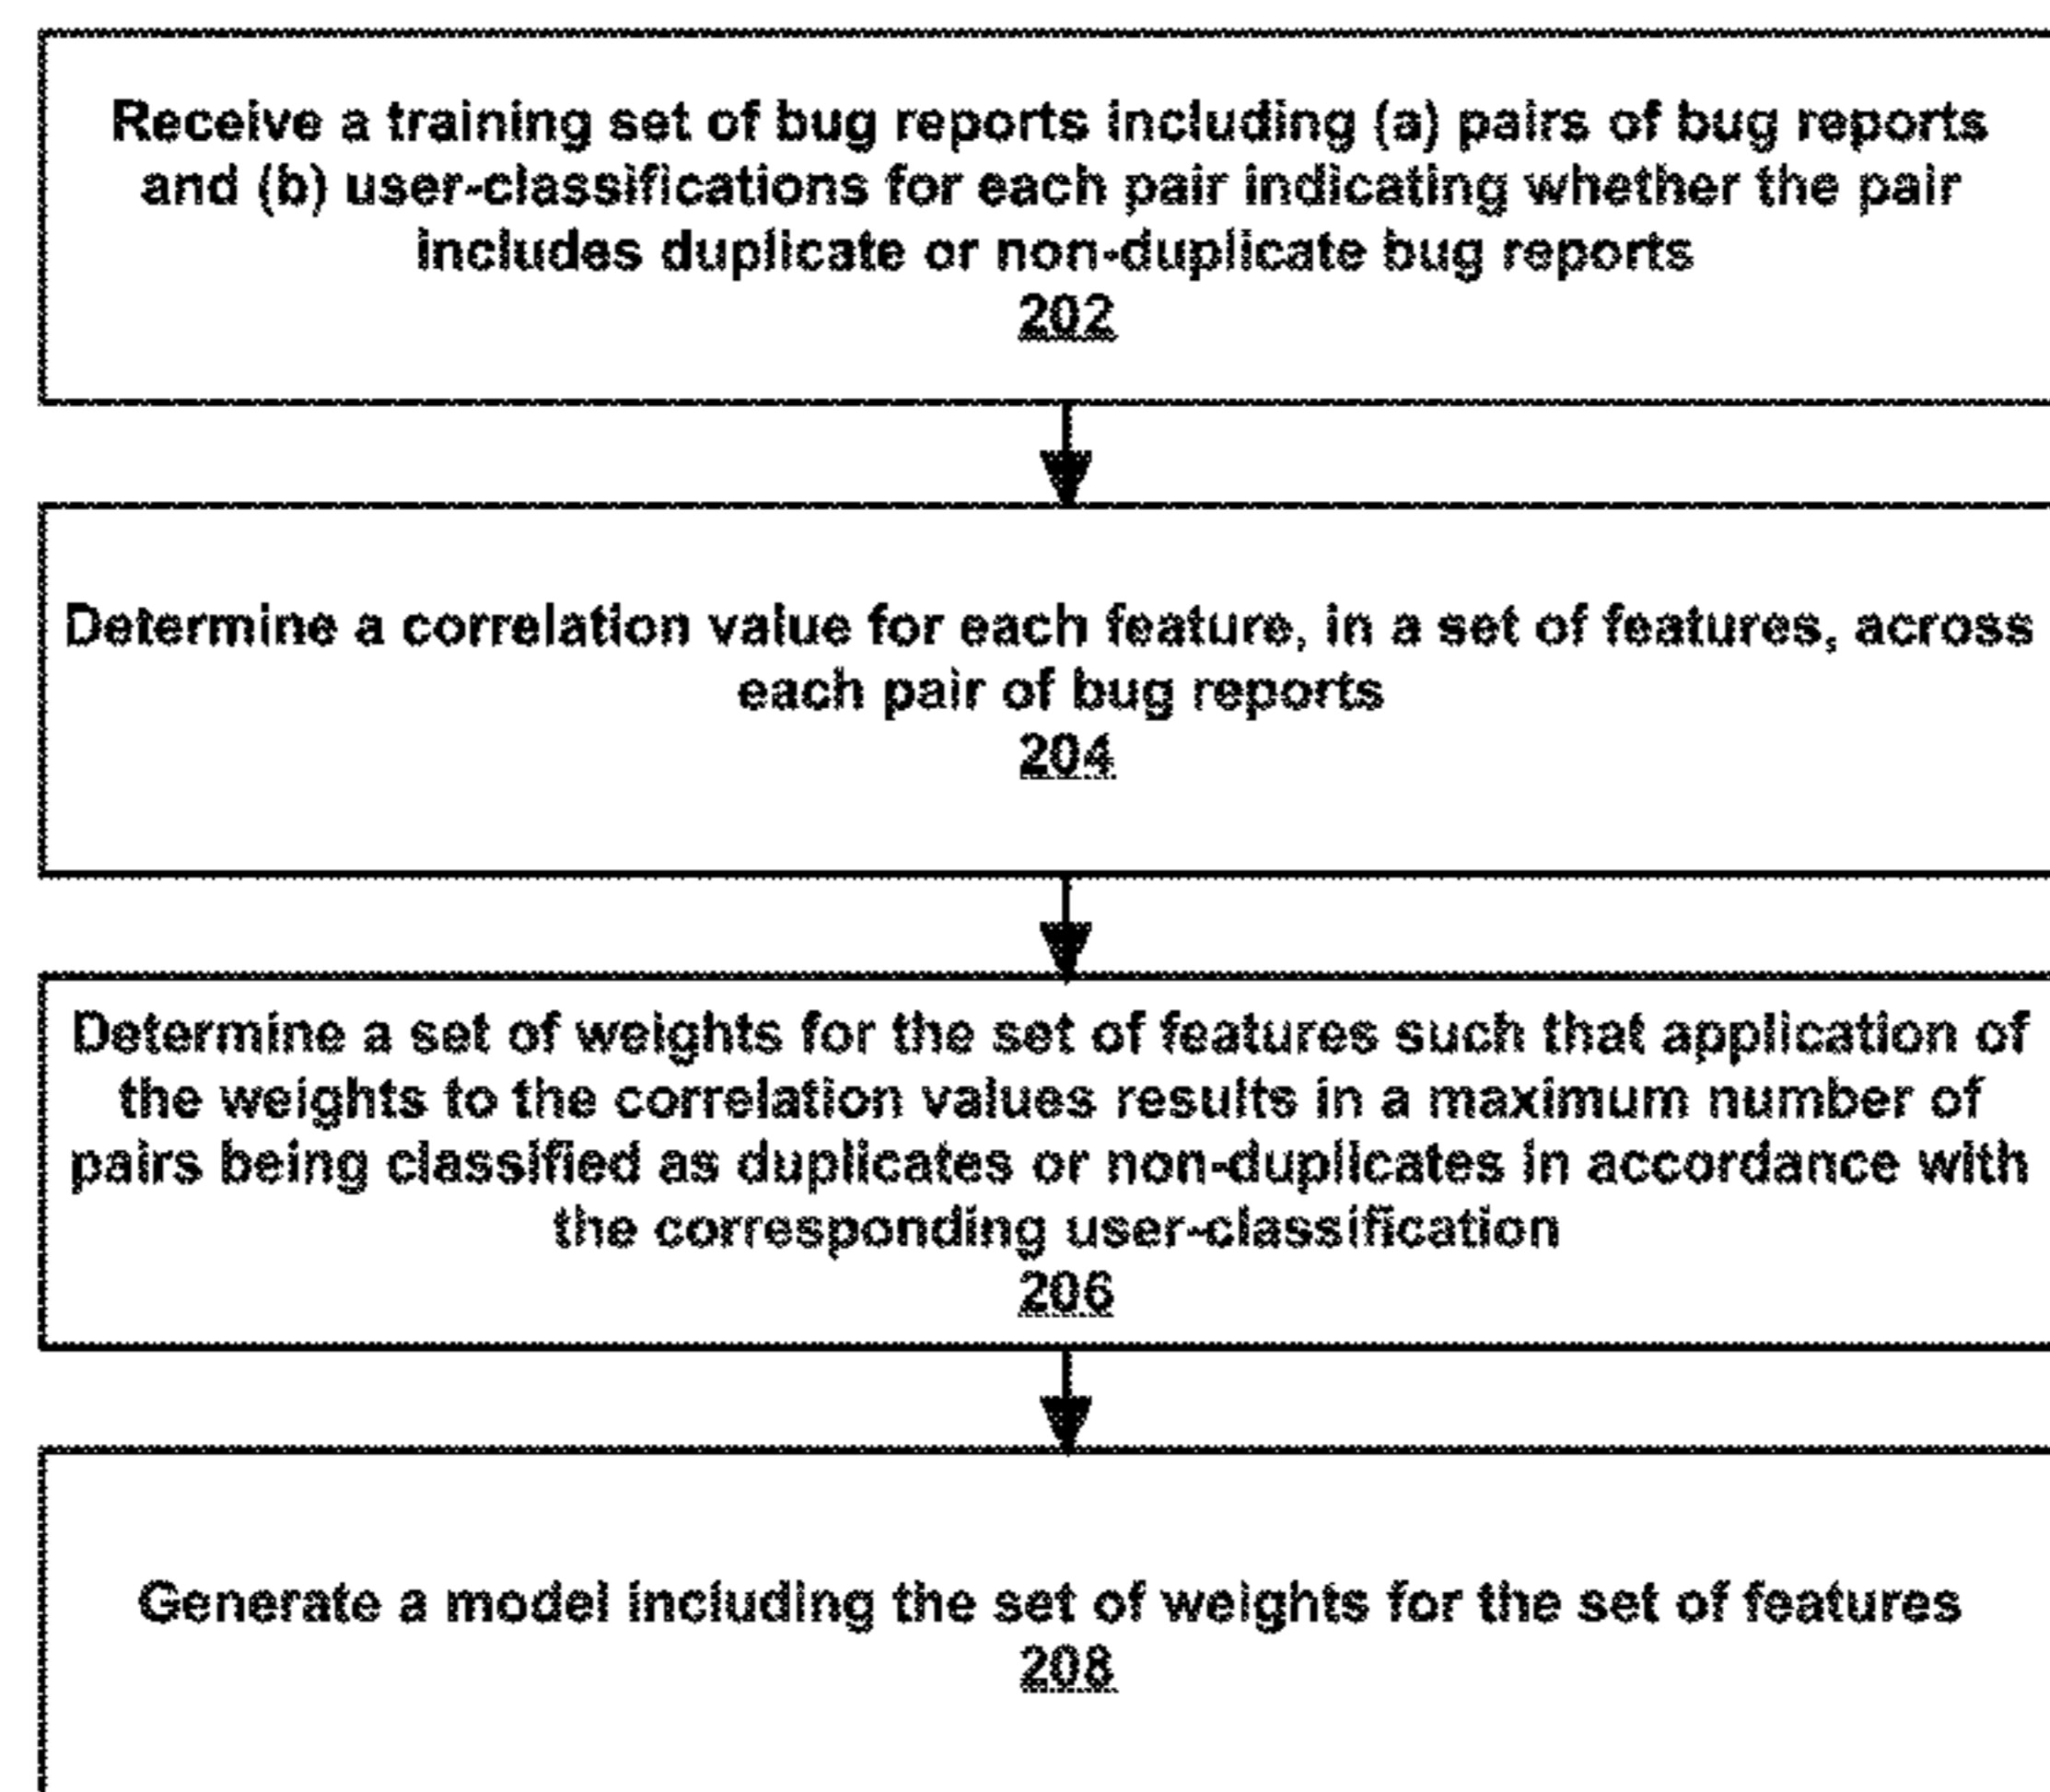 Receive a training set of bug reports including (a) pairs of bug reports
and (b) user-classifications for each pair indicating whether the pair
includes duplicate or non-duplicate bug reports
202
Determine a correlation value for each feature, in a set of features, across
each pair of bug reports
204
Determine a set of weights for the set of features such that application of
the weights to the correlation values results in a maximum number of
pairs being classified as duplicates or non-duplicates in accordance with
the corresponding user-classification
206
Generate a model including the set of weights for the set of features
208